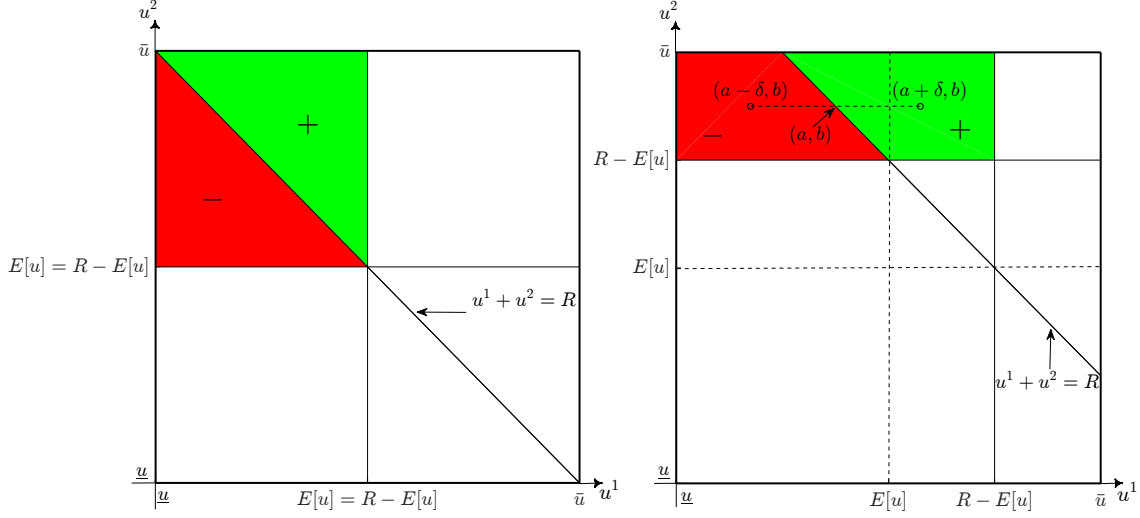 u²
ū
+
−
E[u] = R − E[u]
u¹ + u² = R
u̲
u̲
E[u] = R − E[u]
ū
u¹
u²
ū
(a − δ, b)
(a + δ, b)
−
(a, b)
+
R − E[u]
E[u]
u¹ + u² = R
u̲
u̲
E[u]
R − E[u]
ū
u¹